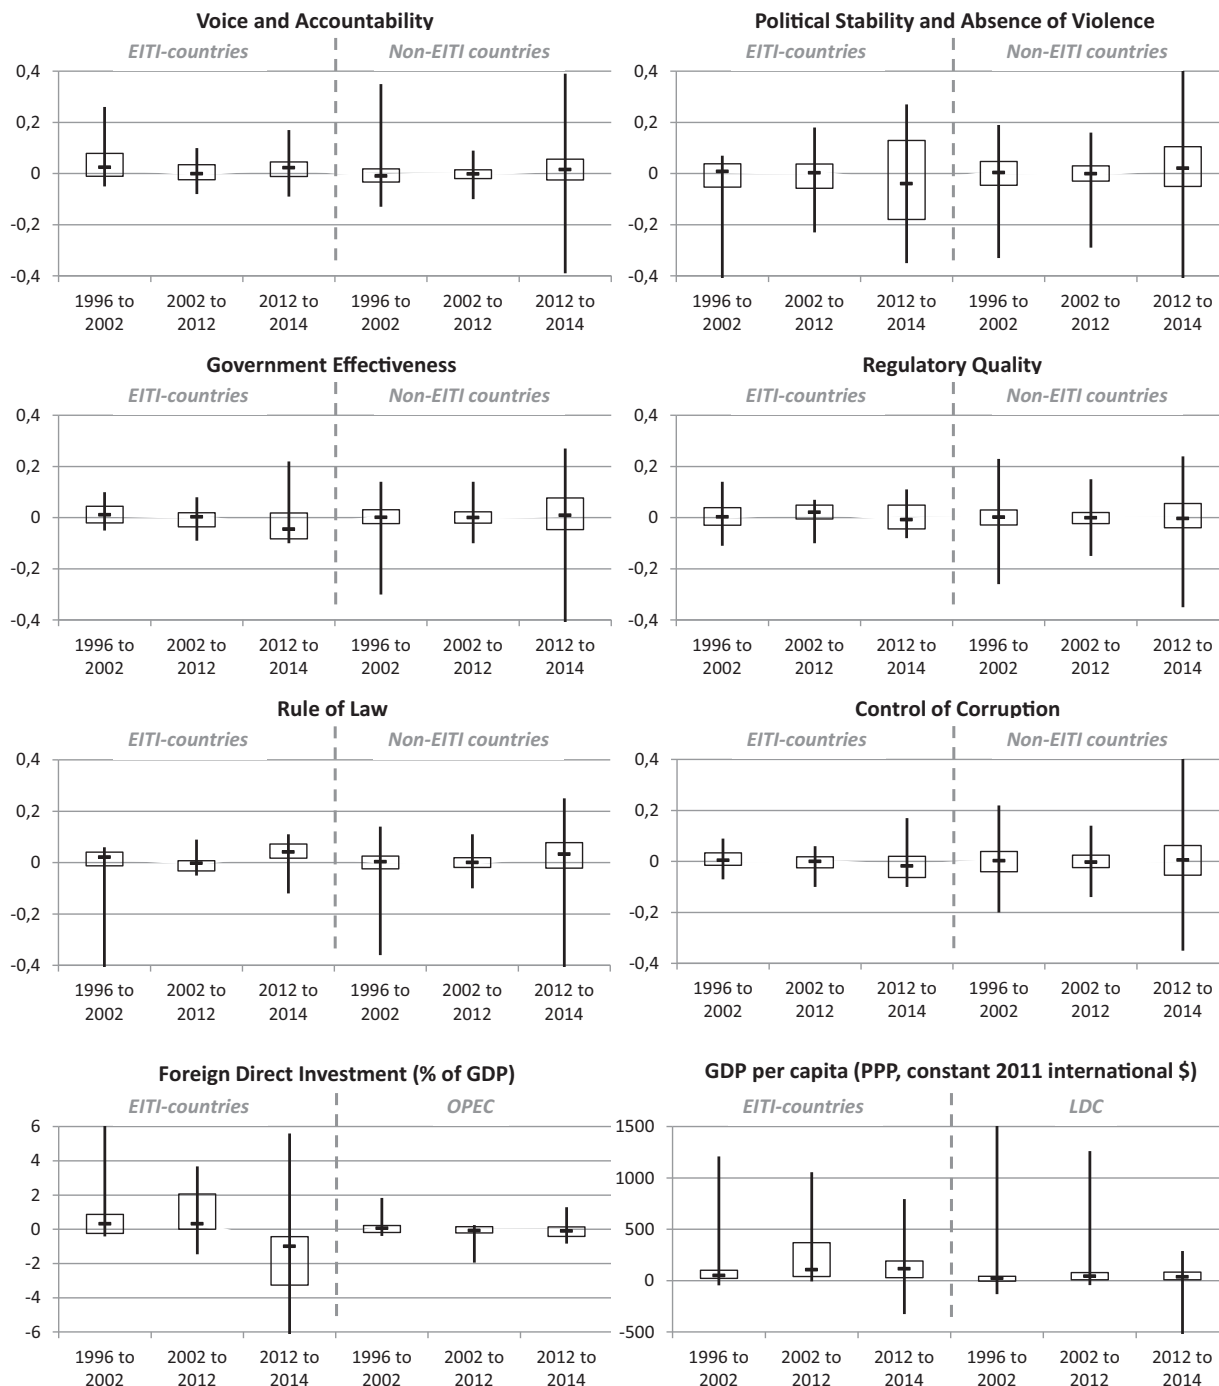 Voice and Accountability
EITI-countries
Non-EITI countries
0,4
0,2
0
-0,2
-0,4
1996 to
2002
2002 to
2012
2012 to
2014
1996 to
2002
2002 to
2012
2012 to
2014
Political Stability and Absence of Violence
EITI-countries
Non-EITI countries
0,4
0,2
0
-0,2
-0,4
1996 to
2002
2002 to
2012
2012 to
2014
1996 to
2002
2002 to
2012
2012 to
2014
Government Effectiveness
EITI-countries
Non-EITI countries
0,4
0,2
0
-0,2
-0,4
1996 to
2002
2002 to
2012
2012 to
2014
1996 to
2002
2002 to
2012
2012 to
2014
Regulatory Quality
EITI-countries
Non-EITI countries
0,4
0,2
0
-0,2
-0,4
1996 to
2002
2002 to
2012
2012 to
2014
1996 to
2002
2002 to
2012
2012 to
2014
Rule of Law
EITI-countries
Non-EITI countries
0,4
0,2
0
-0,2
-0,4
1996 to
2002
2002 to
2012
2012 to
2014
1996 to
2002
2002 to
2012
2012 to
2014
Control of Corruption
EITI-countries
Non-EITI countries
0,4
0,2
0
-0,2
-0,4
1996 to
2002
2002 to
2012
2012 to
2014
1996 to
2002
2002 to
2012
2012 to
2014
Foreign Direct Investment (% of GDP)
EITI-countries
OPEC
6
4
2
0
-2
-4
-6
1996 to
2002
2002 to
2012
2012 to
2014
1996 to
2002
2002 to
2012
2012 to
2014
GDP per capita (PPP, constant 2011 international $)
EITI-countries
LDC
1500
1000
500
0
-500
1996 to
2002
2002 to
2012
2012 to
2014
1996 to
2002
2002 to
2012
2012 to
2014